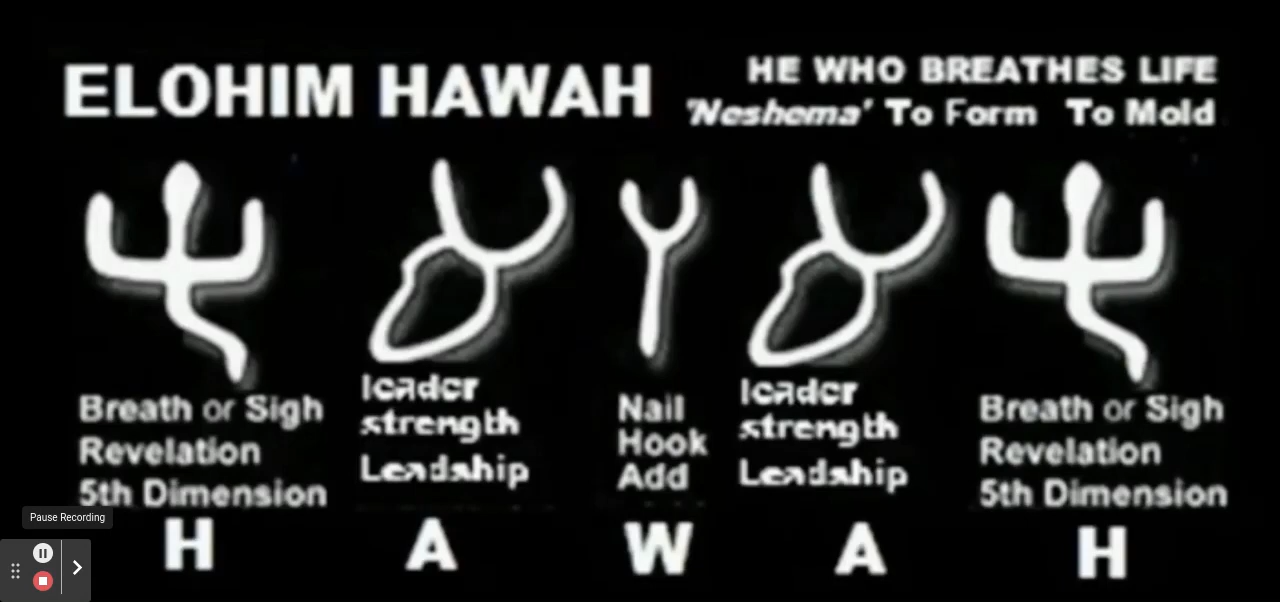 ELOHIM HAWAH
HE WHO BREATHES LIFE
'Neshema' To Form To Mold
Breath or Sigh
Revelation
5th Dimension
H
leader
strength
Leadship
A
Nail
Hook
Add
W
leader
strength
Leadship
A
Breath or Sigh
Revelation
5th Dimension
H
Pause Recording